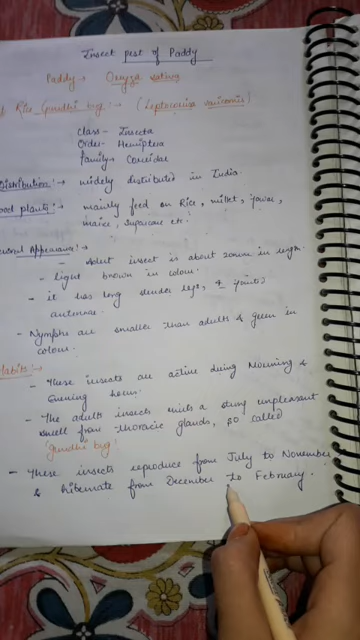 Insect pest of Paddy
Paddy - Oryza sativa
Rice Gundhi bug :→ (Leptocorisa varicornis)
class - Insecta
Order - Hemiptera
family - Coreidae
Distribution :→ widely distributed in India.
ood plants :→ mainly feed on Rice, millet, jowar,
maize, sugarcane etc.
Appearance :→
- Adult insect is about 20mm in length.
- light brown in colour.
- it has long slender legs, & 4 jointed
antennae.
- Nymphs are smaller than adults & green in
colour.
Habits :→
- These insects are active during Morning &
Evening hours.
- The adults insects emits a strong unpleasant
smell from thoracic glands, so called
'gundhi bug'
- These insects reproduce from July to November
& hibernate from December to February.